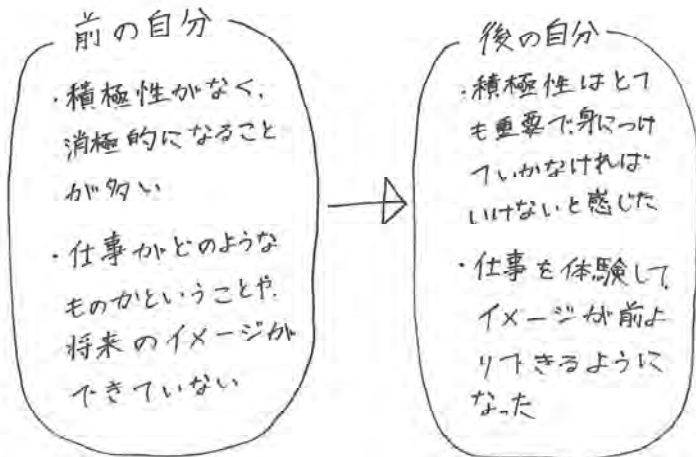 前の自分
・積極性がなく、
消極的になること
が多い
・仕事がどのような
ものかということや、
将来のイメージが
できていない
後の自分
・積極性はとて
も重要で、身につけ
ていかなければ
いけないと感じた
・仕事を体験して、
イメージが前よ
りできるように
なった